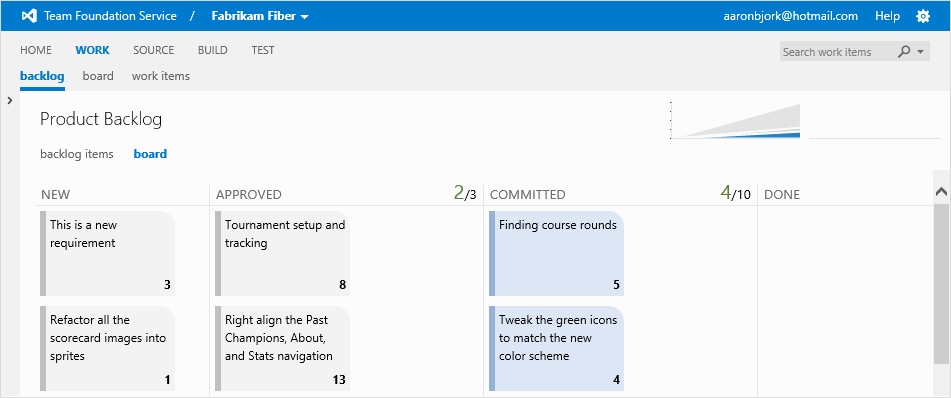 Team Foundation Service / Fabrikam Fiber aaronbjork@hotmail.com Help
HOME WORK SOURCE BUILD TEST
Search work items
backlog board work items
Product Backlog
backlog items board
NEW APPROVED 2/3 COMMITTED 4/10 DONE
This is a new
requirement
3
Tournament setup and
tracking
8
Finding course rounds
5
Refactor all the
scorecard images into
sprites
1
Right align the Past
Champions, About,
and Stats navigation
13
Tweak the green icons
to match the new
color scheme
4